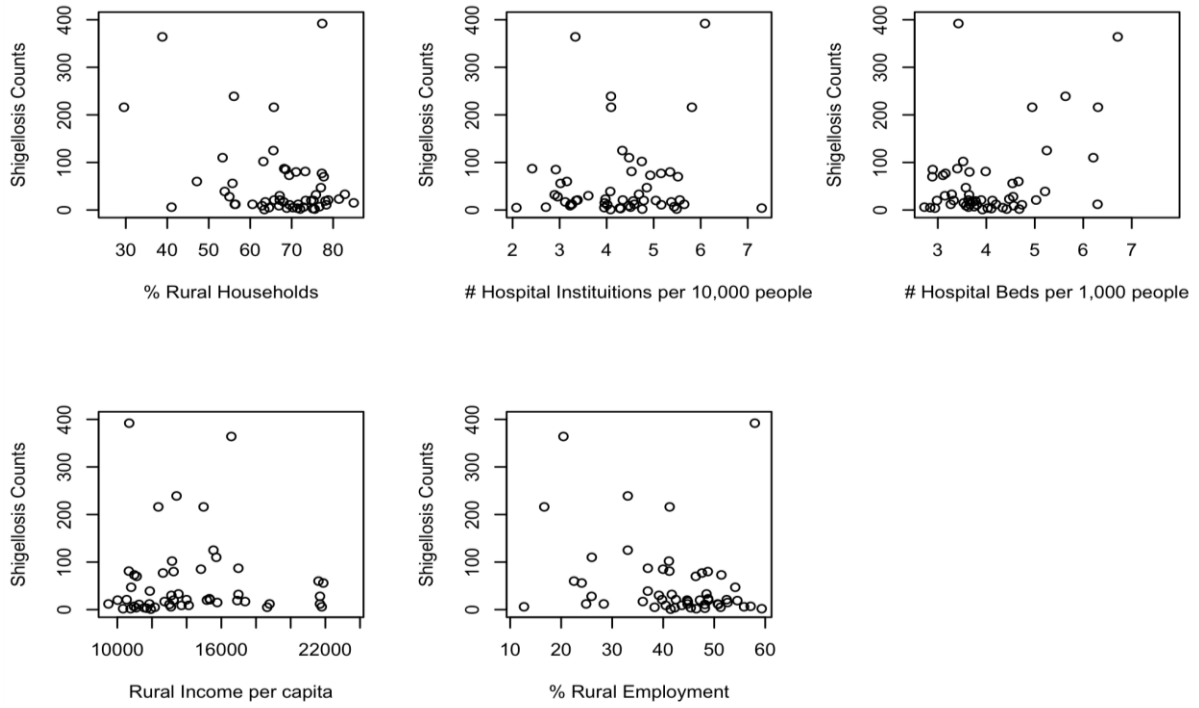 Shigellosis Counts
0 100 200 300 400
30 40 50 60 70 80
% Rural Households
Shigellosis Counts
0 100 200 300 400
2 3 4 5 6 7
# Hospital Instituitions per 10,000 people
Shigellosis Counts
0 100 200 300 400
3 4 5 6 7
# Hospital Beds per 1,000 people
Shigellosis Counts
0 100 200 300 400
10000 16000 22000
Rural Income per capita
Shigellosis Counts
0 100 200 300 400
10 20 30 40 50 60
% Rural Employment